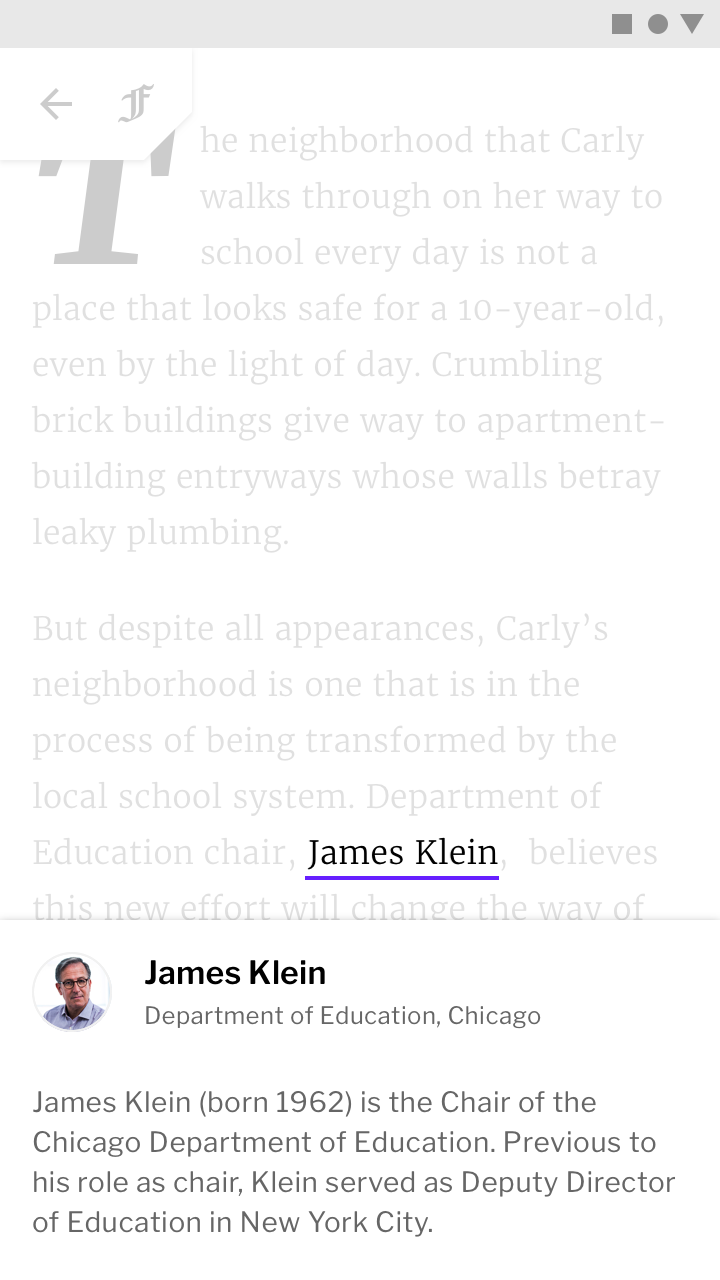 F
The neighborhood that Carly
walks through on her way to
school every day is not a
place that looks safe for a 10-year-old,
even by the light of day. Crumbling
brick buildings give way to apartment-
building entryways whose walls betray
leaky plumbing.
But despite all appearances, Carly’s
neighborhood is one that is in the
process of being transformed by the
local school system. Department of
Education chair, James Klein, believes
this new effort will change the way of
James Klein
Department of Education, Chicago
James Klein (born 1962) is the Chair of the
Chicago Department of Education. Previous to
his role as chair, Klein served as Deputy Director
of Education in New York City.